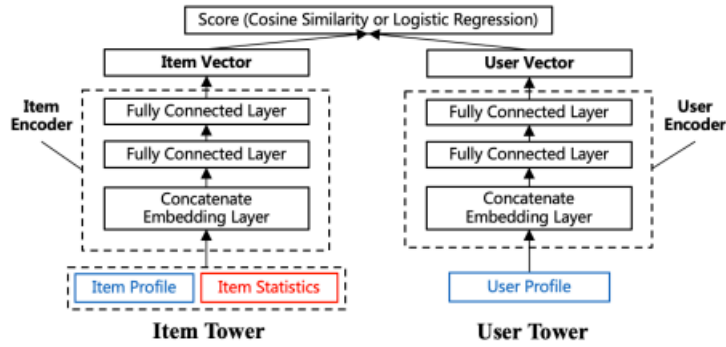 Score (Cosine Similarity or Logistic Regression)
Item Vector
User Vector
Item
Encoder
Fully Connected Layer
Fully Connected Layer
Concatenate
Embedding Layer
Fully Connected Layer
Fully Connected Layer
Concatenate
Embedding Layer
User
Encoder
Item Profile
Item Statistics
User Profile
Item Tower
User Tower